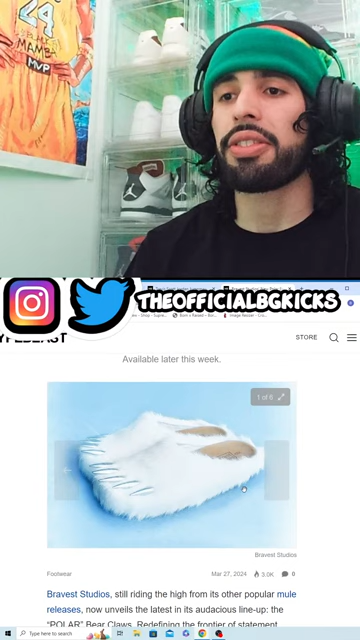 24
MAMBA
MVP
THEOFFICIALBGKICKS
STORE
Available later this week.
1 of 6
Bravest Studios
Footwear
Mar 27, 2024
3.0K
0
Bravest Studios, still riding the high from its other popular mule
releases, now unveils the latest in its audacious line-up: the
"POLAR" Bear Claws. Redefining the frontier of statement
Type here to search